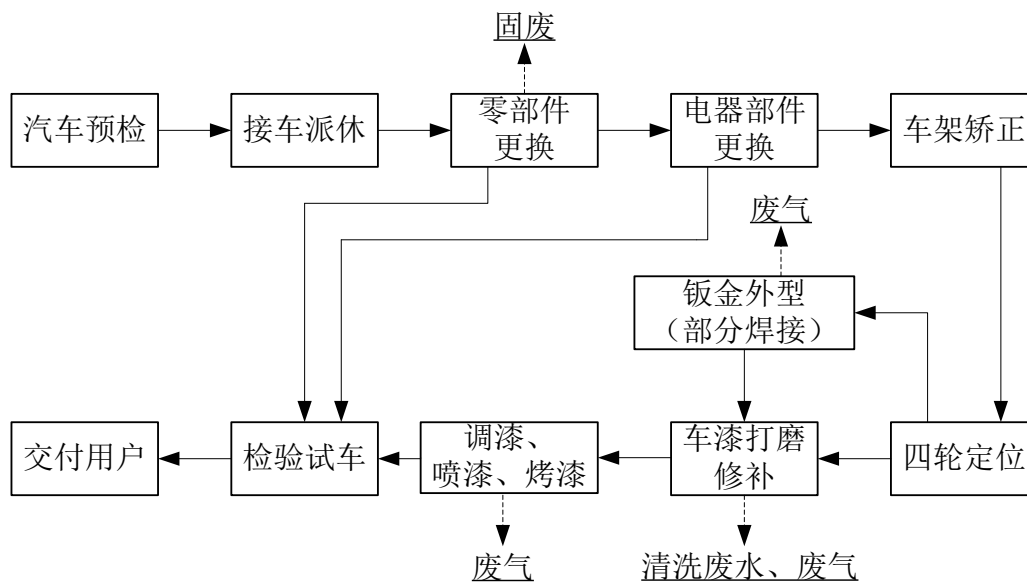 固废
汽车预检
接车派休
零部件
更换
电器部件
更换
车架矫正
废气
钣金外型
（部分焊接）
交付用户
检验试车
调漆、
喷漆、烤漆
车漆打磨
修补
四轮定位
废气
清洗废水、废气